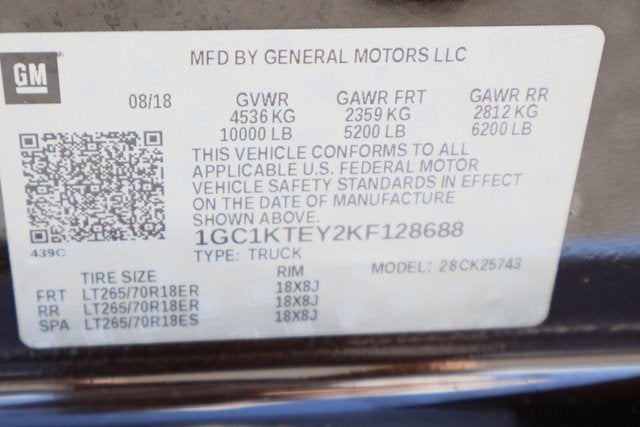 GM
MFD BY GENERAL MOTORS LLC
08/18 GVWR GAWR FRT GAWR RR
4536 KG 2359 KG 2812 KG
10000 LB 5200 LB 6200 LB
THIS VEHICLE CONFORMS TO ALL
APPLICABLE U.S. FEDERAL MOTOR
VEHICLE SAFETY STANDARDS IN EFFECT
ON THE DATE OF MANUFACTURE
SHOWN ABOVE.
439C 1GC1KTEY2KF128688
TYPE: TRUCK MODEL: 28CK25743
TIRE SIZE RIM
FRT LT265/70R18ER 18X8J
RR LT265/70R18ER 18X8J
SPA LT265/70R18ES 18X8J